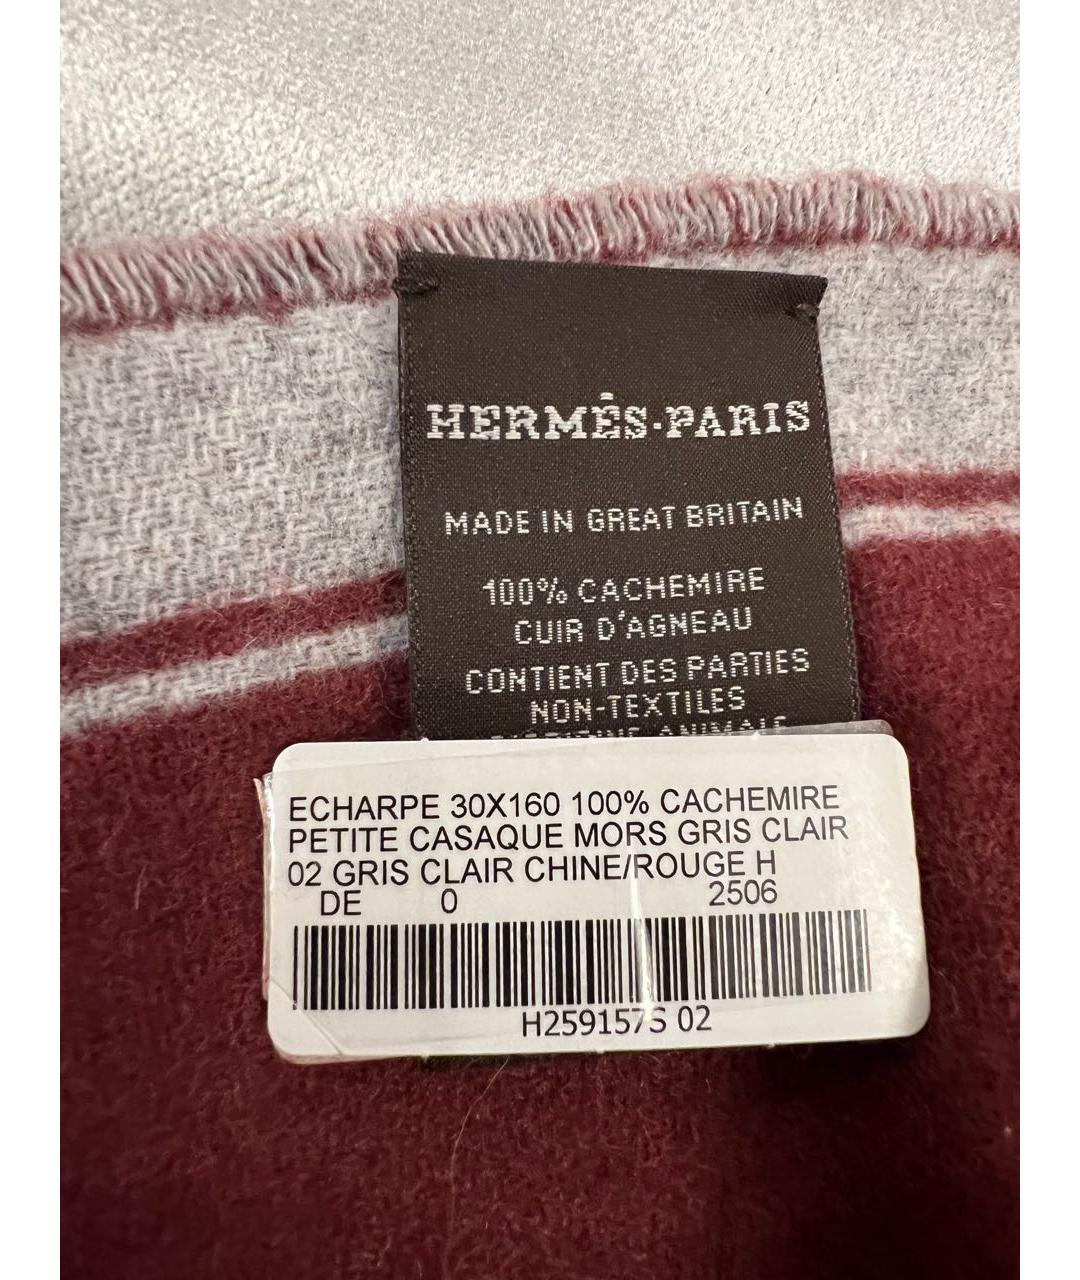 HERMÈS-PARIS
MADE IN GREAT BRITAIN
100% CACHEMIRE
CUIR D'AGNEAU
CONTIENT DES PARTIES
NON-TEXTILES
ECHARPE 30X160 100% CACHEMIRE
PETITE CASAQUE MORS GRIS CLAIR
02 GRIS CLAIR CHINE/ROUGE H
DE 0 2506
H259157S 02